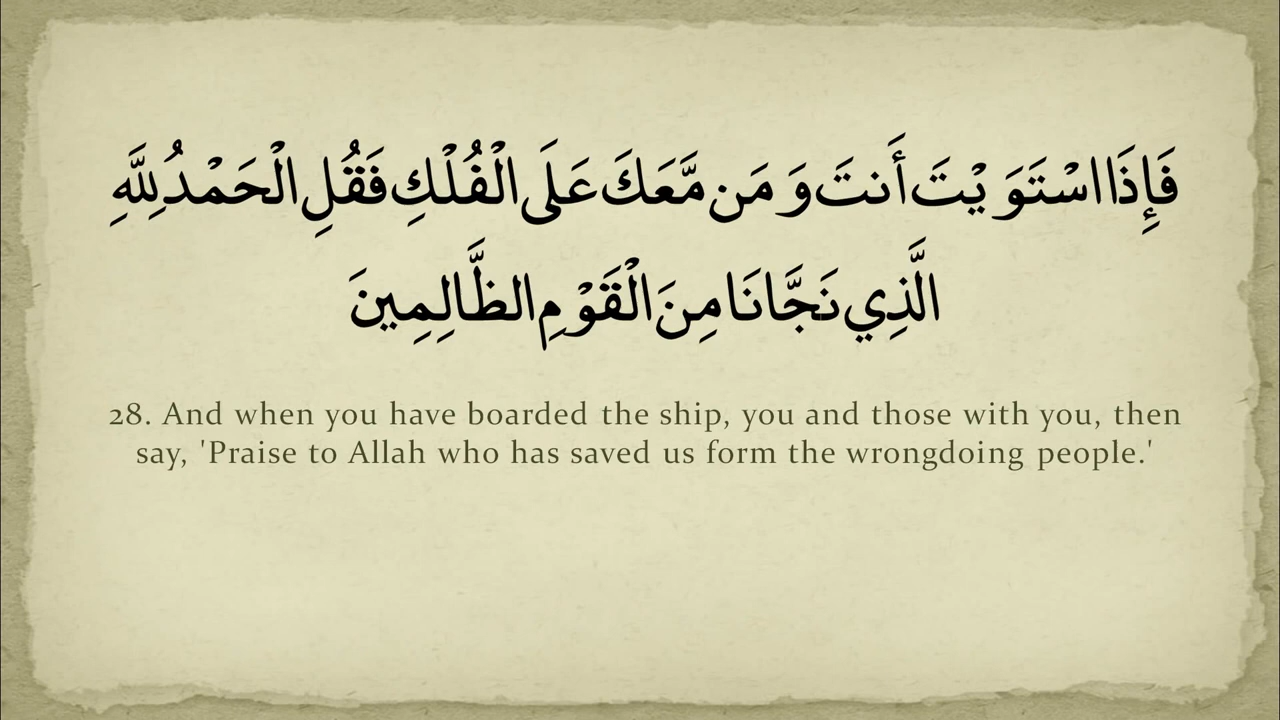 فَإِذَا اسْتَوَيْتَ أَنتَ وَمَن مَّعَكَ عَلَى الْفُلْكِ فَقُلِ الْحَمْدُ لِلَّهِ
الَّذِي نَجَّانَا مِنَ الْقَوْمِ الظَّالِمِينَ
28. And when you have boarded the ship, you and those with you, then
say, 'Praise to Allah who has saved us form the wrongdoing people.'